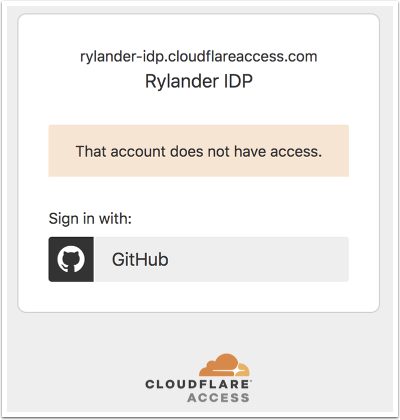 rylander-idp.cloudflareaccess.com
Rylander IDP
That account does not have access.
Sign in with:
GitHub
CLOUDFLARE
ACCESS